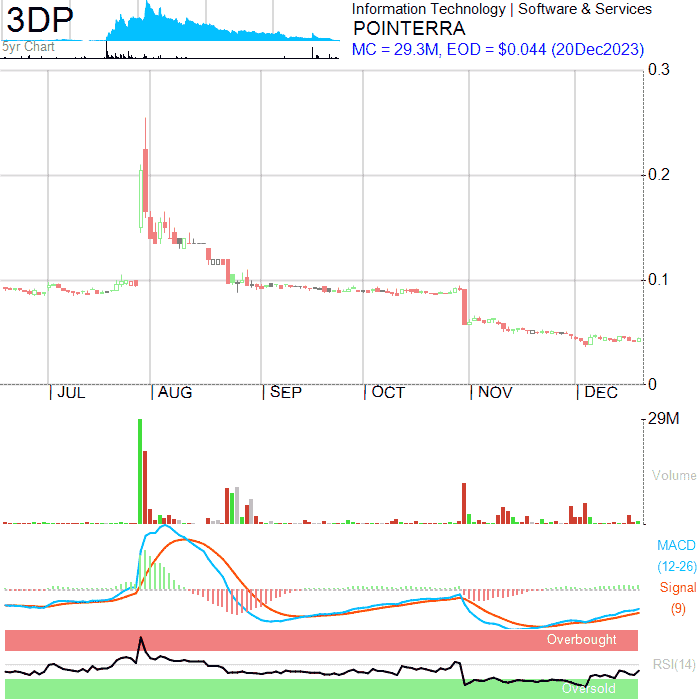 3DP
5yr Chart
Information Technology | Software & Services
POINTERRA
MC = 29.3M, EOD = $0.044 (20Dec2023)
0.3
0.2
0.1
0
JUL AUG SEP OCT NOV DEC
29M
Volume
MACD
(12-26)
Signal
(9)
Overbought
RSI(14)
Oversold